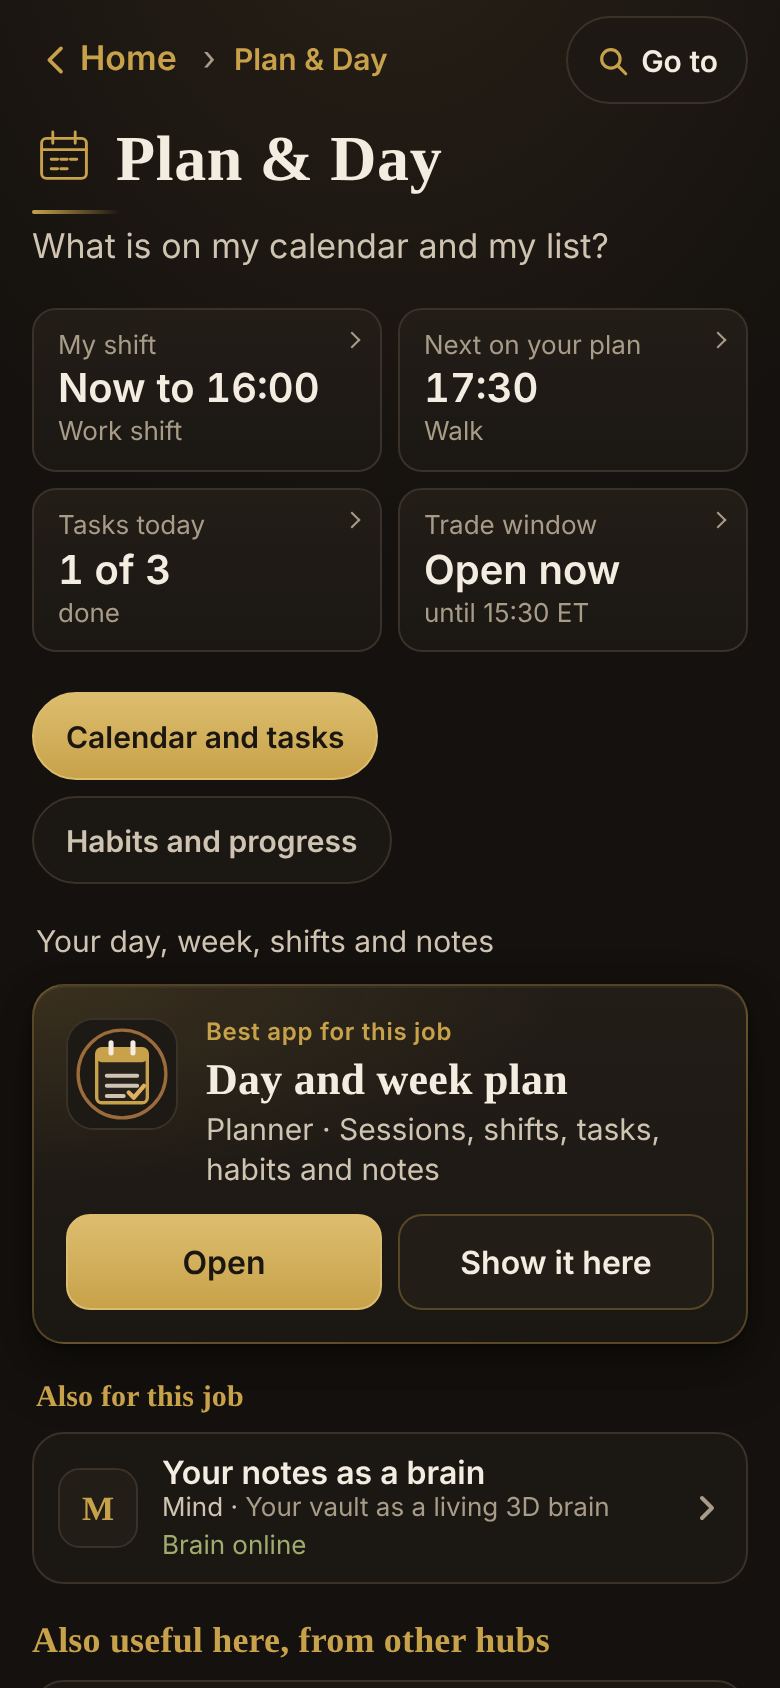 Home › Plan & Day
Go to
Plan & Day
What is on my calendar and my list?
My shift
Now to 16:00
Work shift
Next on your plan
17:30
Walk
Tasks today
1 of 3
done
Trade window
Open now
until 15:30 ET
Calendar and tasks
Habits and progress
Your day, week, shifts and notes
Best app for this job
Day and week plan
Planner · Sessions, shifts, tasks,
habits and notes
Open
Show it here
Also for this job
M
Your notes as a brain
Mind · Your vault as a living 3D brain
Brain online
Also useful here, from other hubs